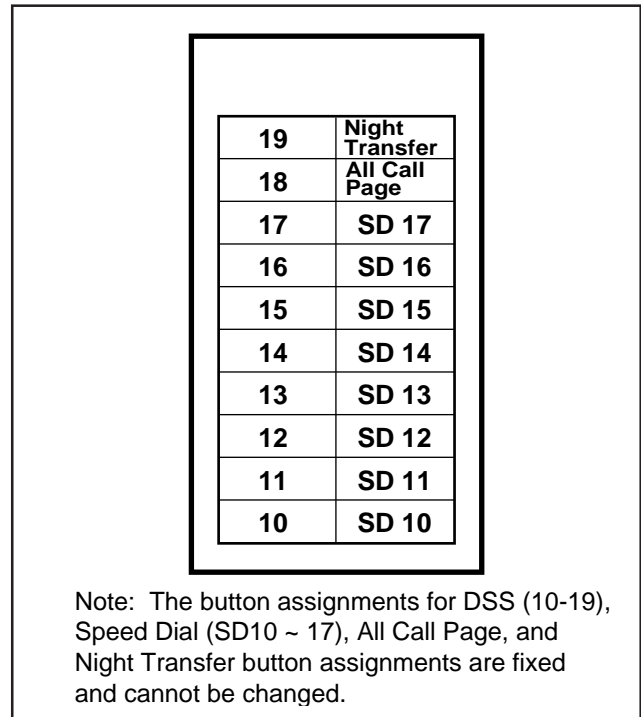 19 Night Transfer
18 All Call Page
17 SD 17
16 SD 16
15 SD 15
14 SD 14
13 SD 13
12 SD 12
11 SD 11
10 SD 10
Note: The button assignments for DSS (10-19),
Speed Dial (SD10 ~ 17), All Call Page, and
Night Transfer button assignments are fixed
and cannot be changed.